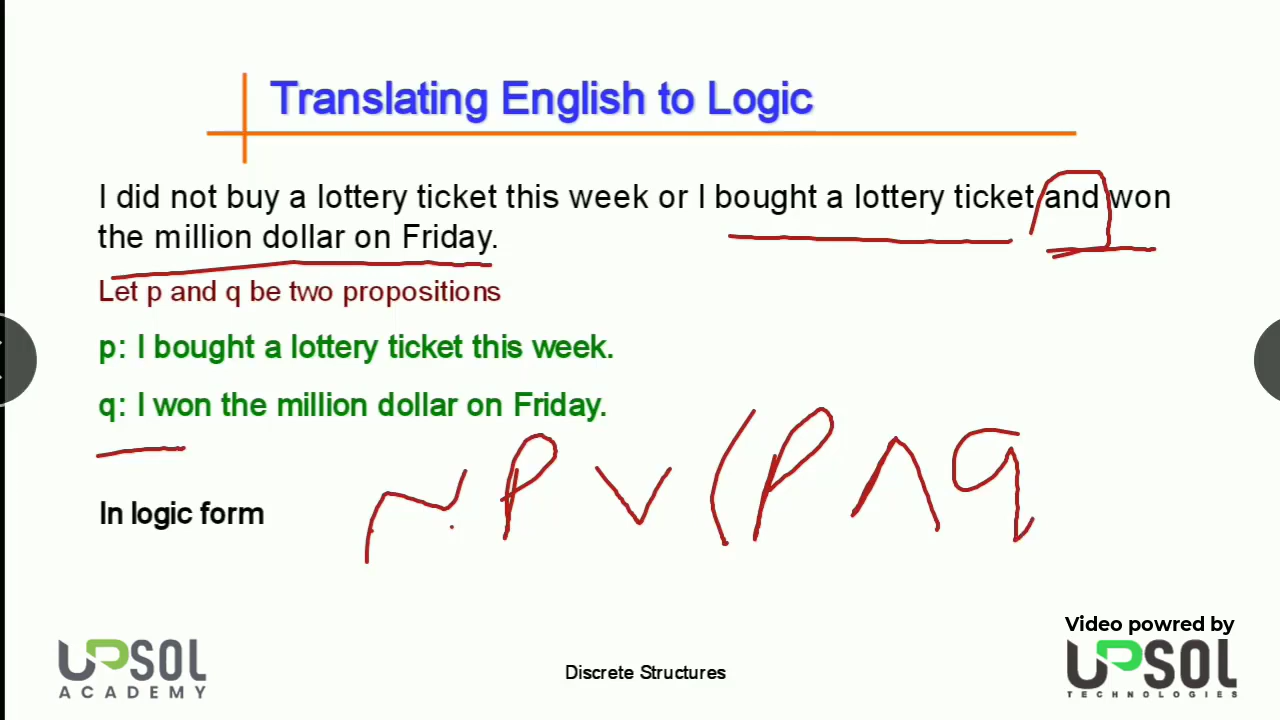 Translating English to Logic
I did not buy a lottery ticket this week or I bought a lottery ticket and won
the million dollar on Friday.
Let p and q be two propositions
p: I bought a lottery ticket this week.
q: I won the million dollar on Friday.
In logic form ~ P ∨ (P ∧ q
Video powred by
UPSOL
ACADEMY
Discrete Structures
UPSOL
TECHNOLOGIES